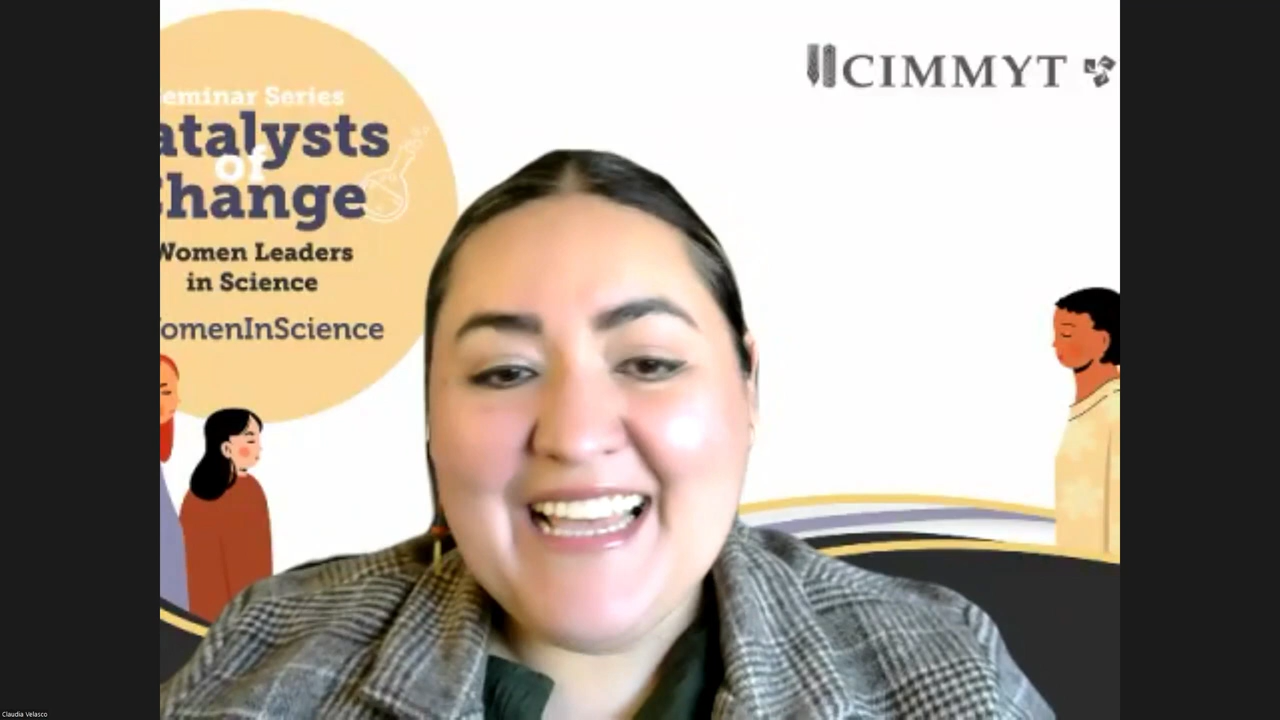 eminar Series
atalysts
of
hange
Women Leaders
in Science
omenInScience
CIMMYT
Claudia Velasco